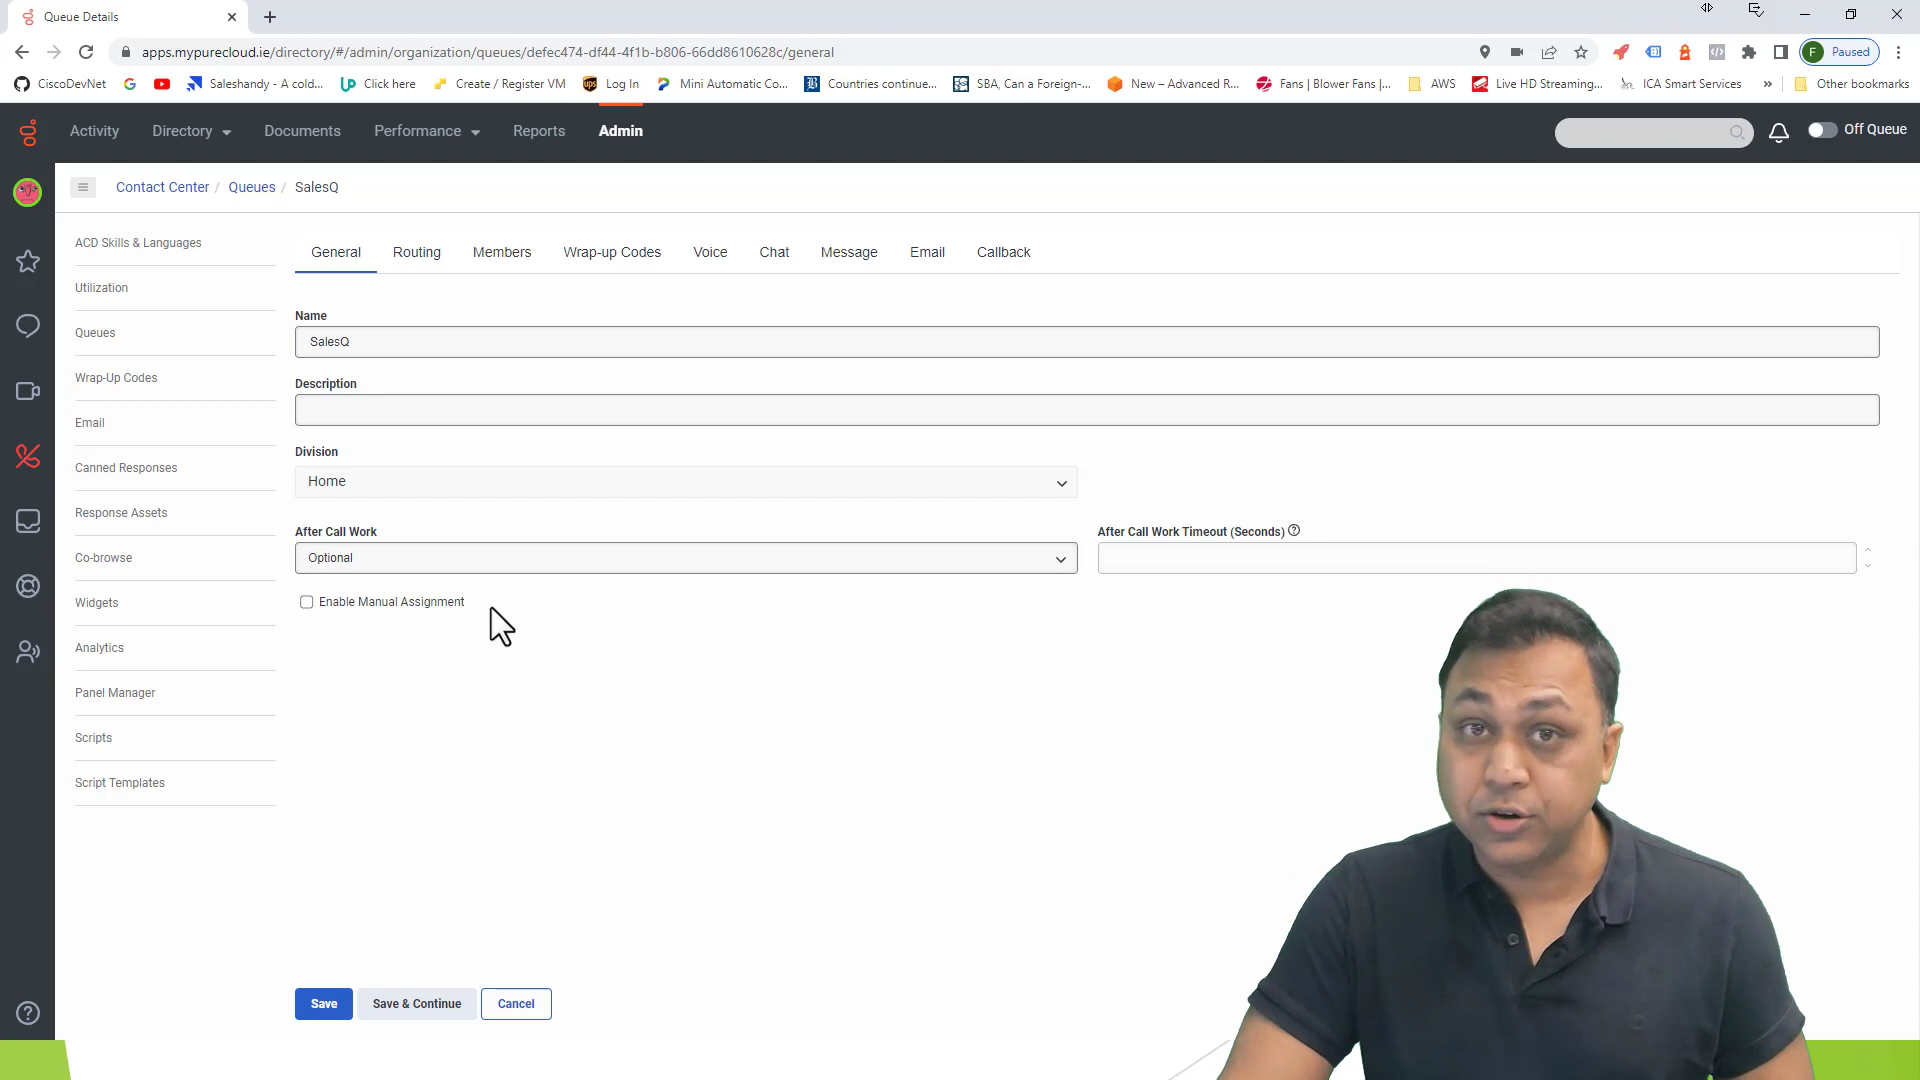 Queue Details
apps.mypurecloud.ie/directory/#/admin/organization/queues/defec474-df44-4f1b-b806-66dd8610628c/general
F Paused
CiscoDevNet
Saleshandy - A cold...
Click here
Create / Register VM
ups Log In
Mini Automatic Co...
Countries continue...
SBA, Can a Foreign-...
New – Advanced R...
Fans | Blower Fans |...
AWS
Live HD Streaming...
ICA Smart Services
»
Other bookmarks
Activity
Directory
Documents
Performance
Reports
Admin
Off Queue
Contact Center / Queues / SalesQ
ACD Skills & Languages
Utilization
Queues
Wrap-Up Codes
Email
Canned Responses
Response Assets
Co-browse
Widgets
Analytics
Panel Manager
Scripts
Script Templates
General
Routing
Members
Wrap-up Codes
Voice
Chat
Message
Email
Callback
Name
SalesQ
Description
Division
Home
After Call Work
Optional
After Call Work Timeout (Seconds)
Enable Manual Assignment
Save
Save & Continue
Cancel